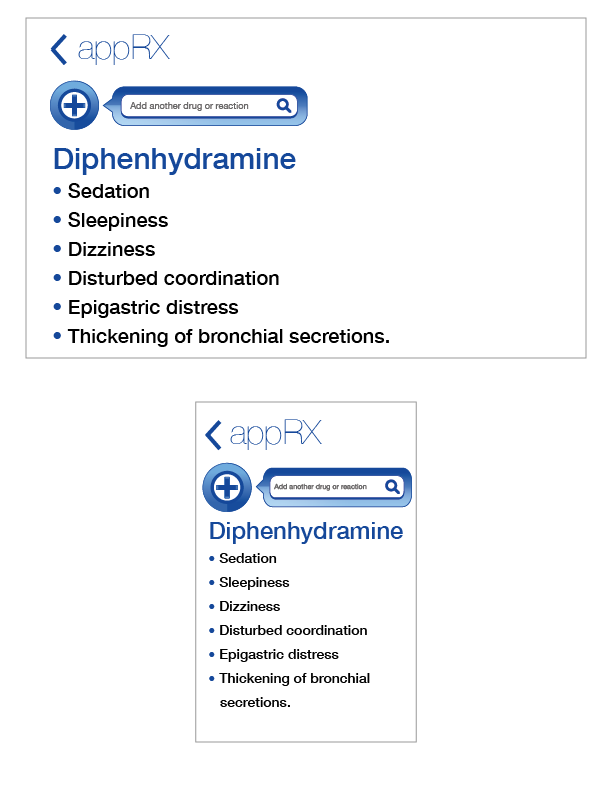 appRX
Add another drug or reaction
Diphenhydramine
• Sedation
• Sleepiness
• Dizziness
• Disturbed coordination
• Epigastric distress
• Thickening of bronchial secretions.
appRX
Add another drug or reaction
Diphenhydramine
• Sedation
• Sleepiness
• Dizziness
• Disturbed coordination
• Epigastric distress
• Thickening of bronchial
secretions.